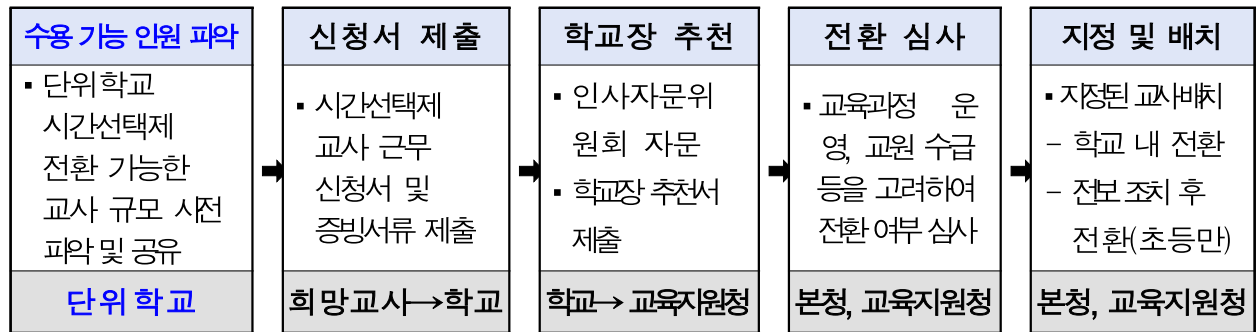 수용 가능 인원 파악
▪ 단위학교
시간선택제
전환 가능한
교사 규모 사전
파악 및 공유
단위학교
신청서 제출
▪ 시간선택제
교사 근무
신청서 및
증빙서류 제출
희망교사→학교
학교장 추천
▪ 인사자문위
원회 자문
▪ 학교장 추천서
제출
학교→ 교육지원청
전환 심사
▪ 교육과정 운
영, 교원 수급
등을 고려하여
전환 여부 심사
본청, 교육지원청
지정 및 배치
▪ 지정된 교사배치
– 학교 내 전환
– 전보 조치 후
전환(초등만)
본청, 교육지원청